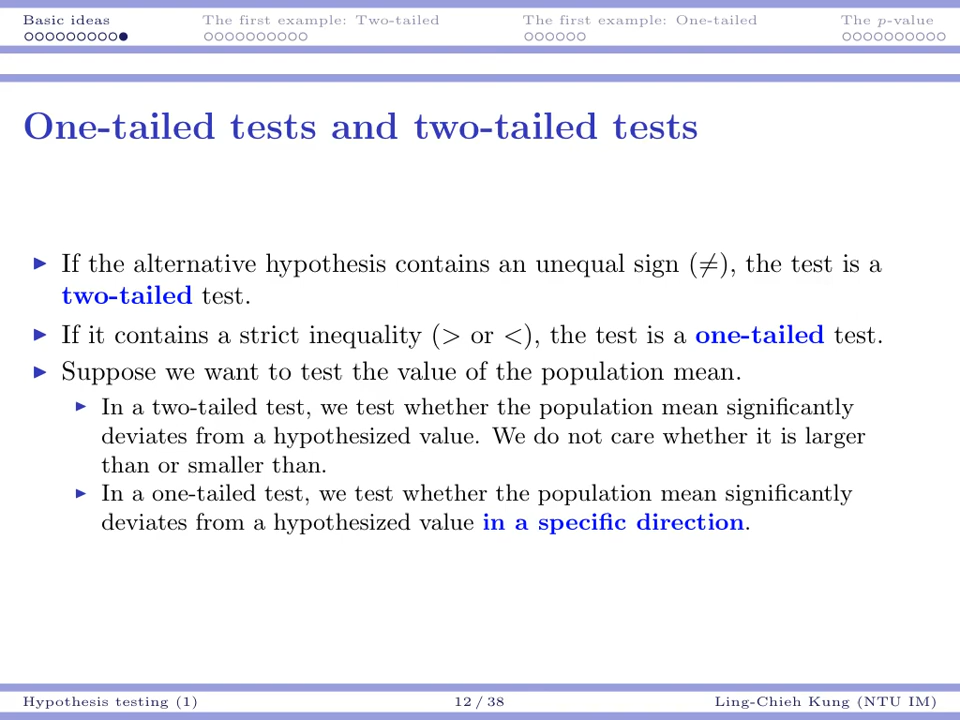 Basic ideas The first example: Two-tailed The first example: One-tailed The p-value
One-tailed tests and two-tailed tests
If the alternative hypothesis contains an unequal sign (≠), the test is a
two-tailed test.
If it contains a strict inequality (> or <), the test is a one-tailed test.
Suppose we want to test the value of the population mean.
In a two-tailed test, we test whether the population mean significantly
deviates from a hypothesized value. We do not care whether it is larger
than or smaller than.
In a one-tailed test, we test whether the population mean significantly
deviates from a hypothesized value in a specific direction.
Hypothesis testing (1) 12 / 38 Ling-Chieh Kung (NTU IM)